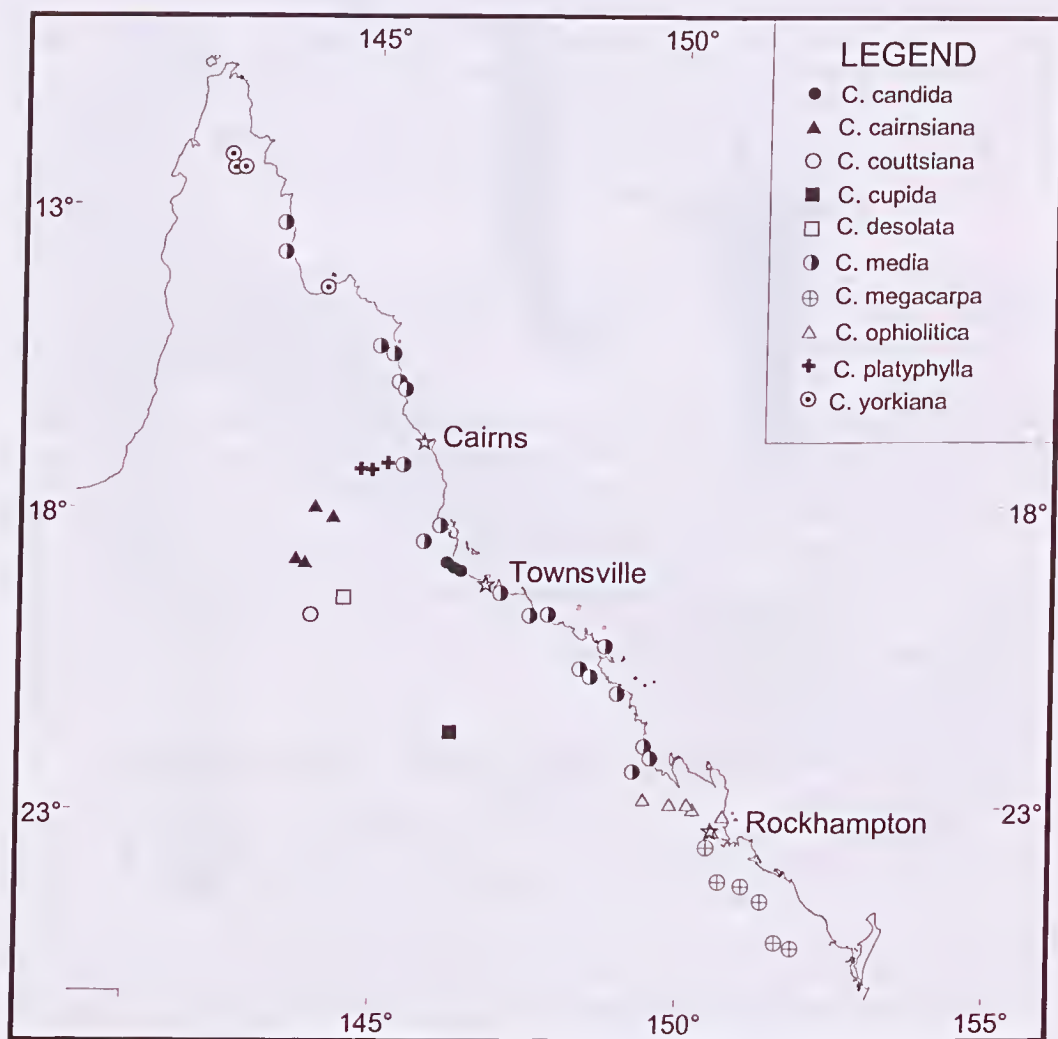 145°
150°
LEGEND
C. candida
C. cairnsiana
C. couttsiana
C. cupida
C. desolata
C. media
C. megacarpa
C. ophiolitica
C. platyphylla
C. yorkiana
13°
Cairns
18°
18°
Townsville
23°
23°
Rockhampton
145°
150°
155°